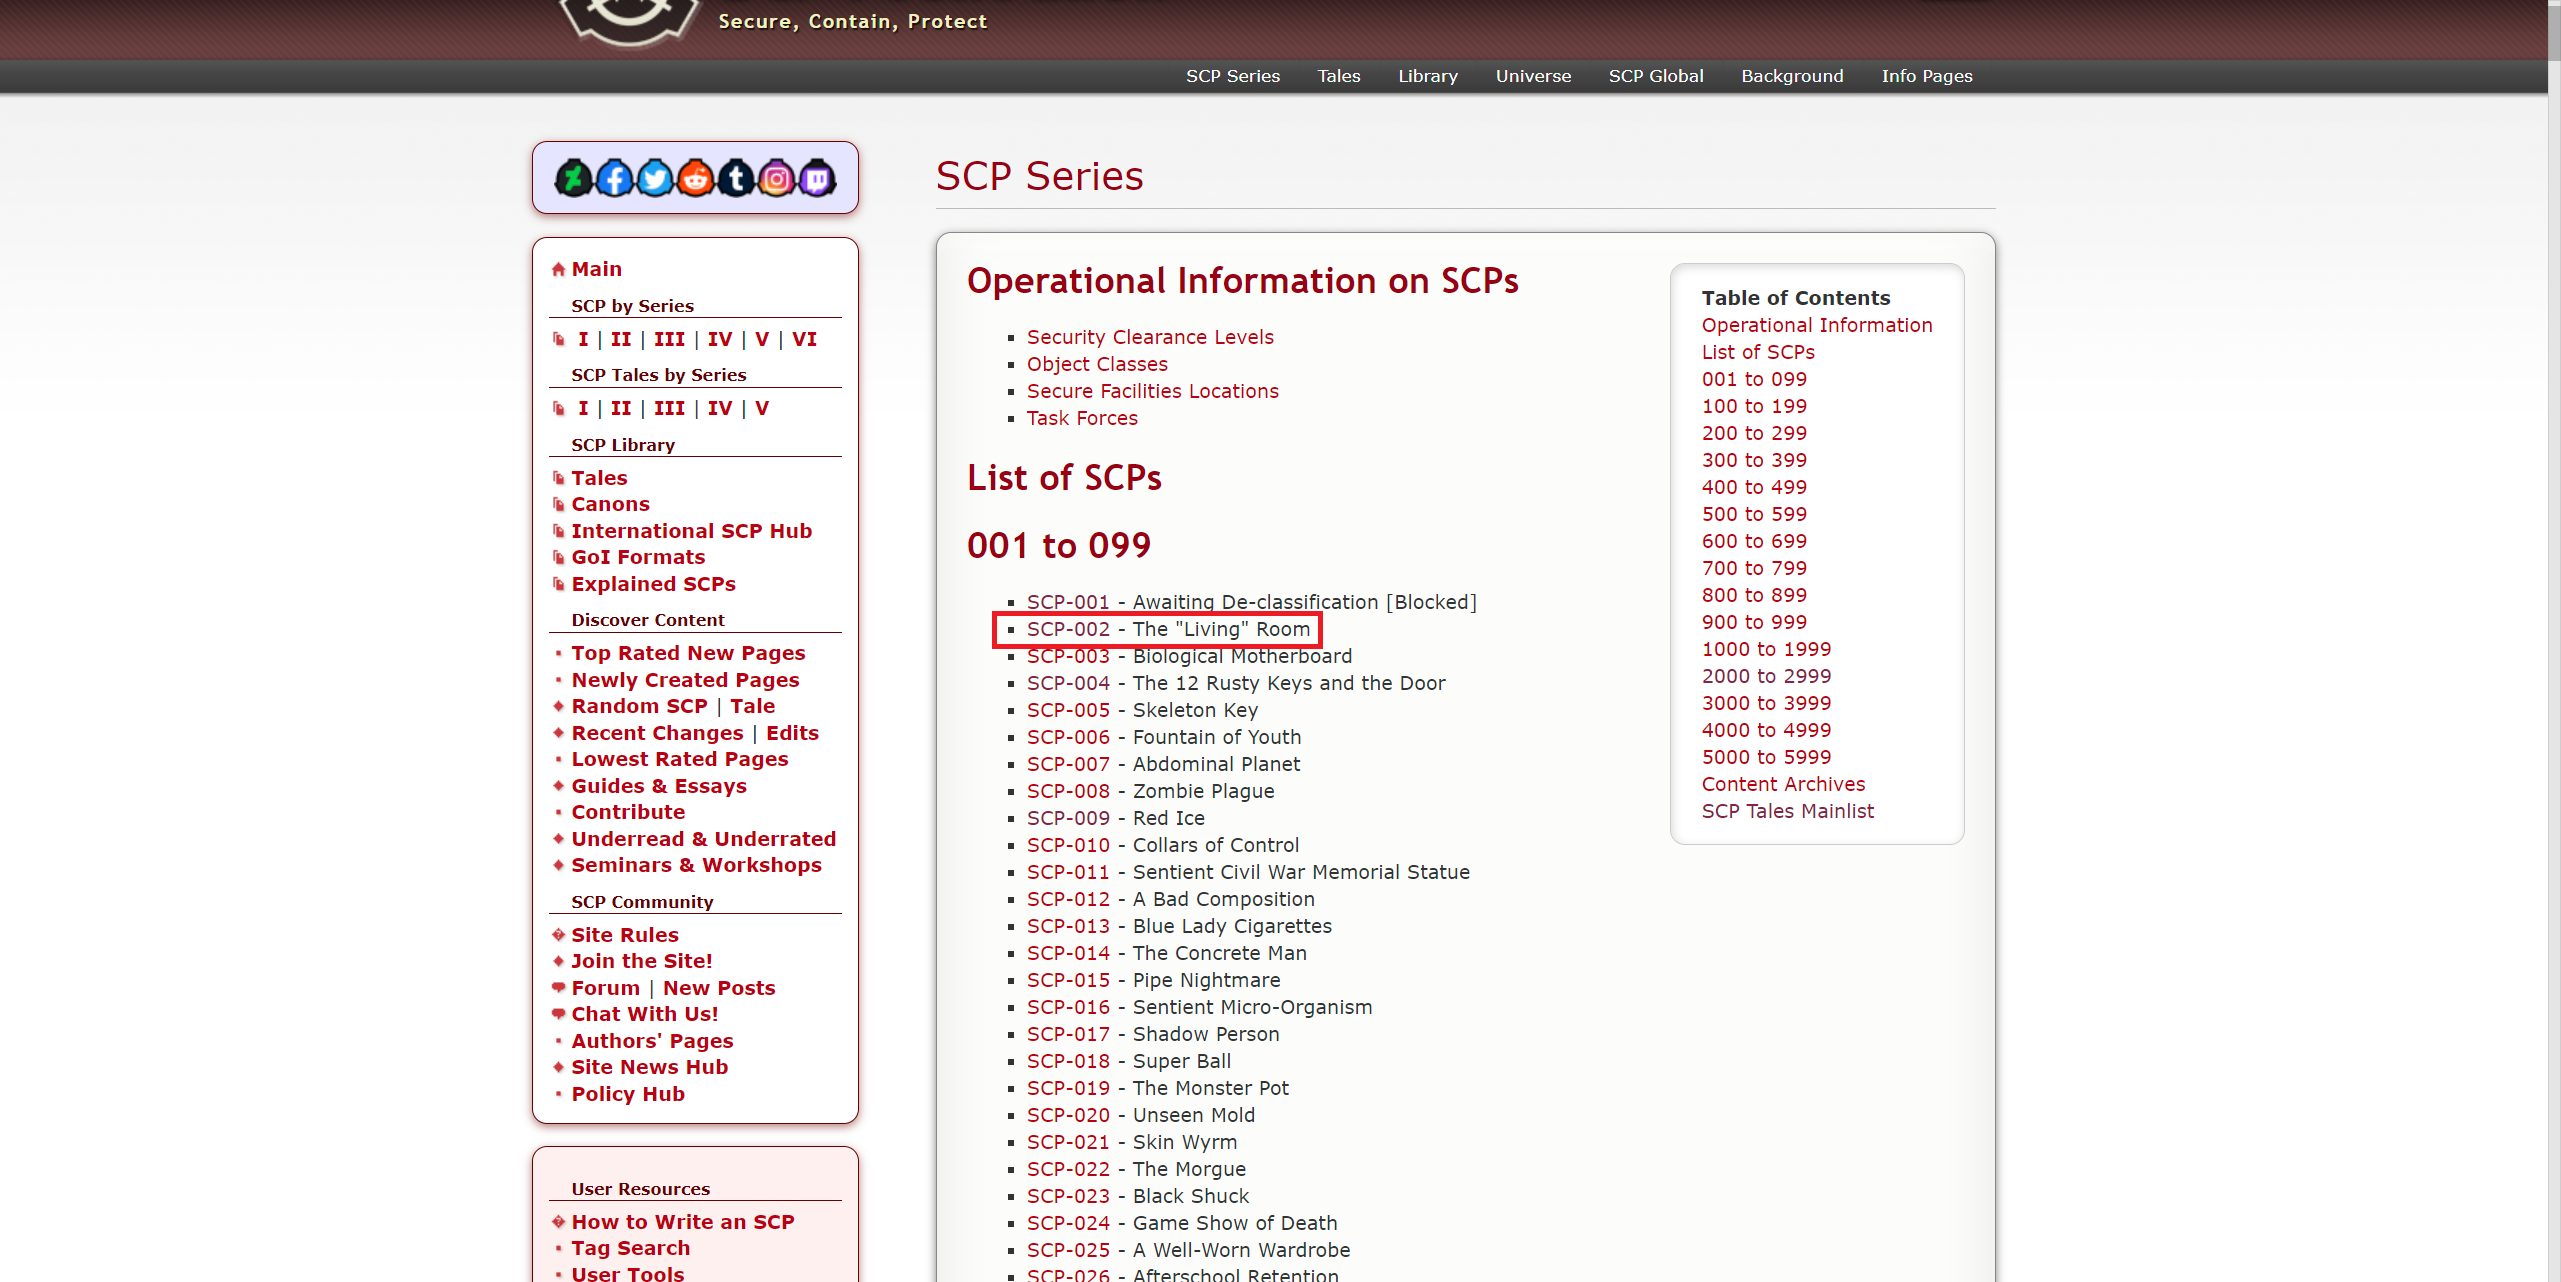 Secure, Contain, Protect
SCP Series Tales Library Universe SCP Global Background Info Pages
Main
SCP by Series
I | II | III | IV | V | VI
SCP Tales by Series
I | II | III | IV | V
SCP Library
Tales
Canons
International SCP Hub
GoI Formats
Explained SCPs
Discover Content
Top Rated New Pages
Newly Created Pages
Random SCP | Tale
Recent Changes | Edits
Lowest Rated Pages
Guides & Essays
Contribute
Underread & Underrated
Seminars & Workshops
SCP Community
Site Rules
Join the Site!
Forum | New Posts
Chat With Us!
Authors' Pages
Site News Hub
Policy Hub
User Resources
How to Write an SCP
Tag Search
User Tools
SCP Series
Operational Information on SCPs
Security Clearance Levels
Object Classes
Secure Facilities Locations
Task Forces
List of SCPs
001 to 099
SCP-001 - Awaiting De-classification [Blocked]
SCP-002 - The "Living" Room
SCP-003 - Biological Motherboard
SCP-004 - The 12 Rusty Keys and the Door
SCP-005 - Skeleton Key
SCP-006 - Fountain of Youth
SCP-007 - Abdominal Planet
SCP-008 - Zombie Plague
SCP-009 - Red Ice
SCP-010 - Collars of Control
SCP-011 - Sentient Civil War Memorial Statue
SCP-012 - A Bad Composition
SCP-013 - Blue Lady Cigarettes
SCP-014 - The Concrete Man
SCP-015 - Pipe Nightmare
SCP-016 - Sentient Micro-Organism
SCP-017 - Shadow Person
SCP-018 - Super Ball
SCP-019 - The Monster Pot
SCP-020 - Unseen Mold
SCP-021 - Skin Wyrm
SCP-022 - The Morgue
SCP-023 - Black Shuck
SCP-024 - Game Show of Death
SCP-025 - A Well-Worn Wardrobe
SCP-026 - Afterschool Retention
Table of Contents
Operational Information
List of SCPs
001 to 099
100 to 199
200 to 299
300 to 399
400 to 499
500 to 599
600 to 699
700 to 799
800 to 899
900 to 999
1000 to 1999
2000 to 2999
3000 to 3999
4000 to 4999
5000 to 5999
Content Archives
SCP Tales Mainlist